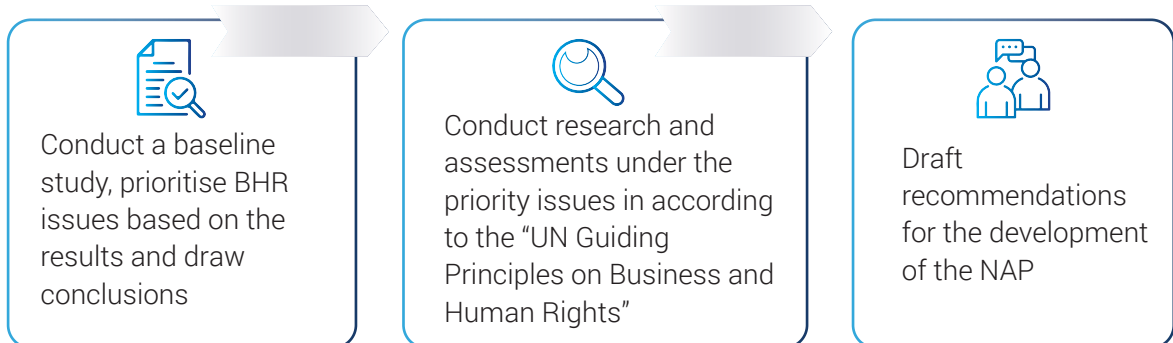 Conduct a baseline
study, prioritise BHR
issues based on the
results and draw
conclusions
Conduct research and
assessments under the
priority issues in according
to the “UN Guiding
Principles on Business and
Human Rights”
Draft
recommendations
for the development
of the NAP